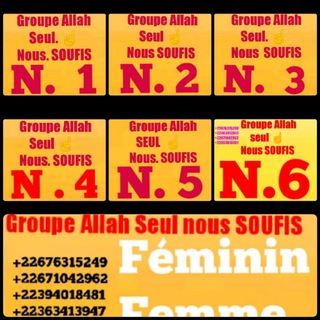 Groupe Allah
Seul. ☝
Nous. SOUFIS
N. 1
Groupe Allah
Seul ☝
Nous. SOUFIS
N. 2
Groupe Allah
Seul. ☝
Nous SOUFIS
N. 3
Groupe Allah
Seul ☝
Nous. SOUFIS
N. 4
Groupe Allah
SEUL ☝
Nous. SOUFIS
N. 5
Groupe Allah
seul ☝
Nous SOUFIS
N.6
Groupe Allah Seul nous SOUFIS
Féminin
+22676315249
+22671042962
+22394018481
+22363413947
Femme